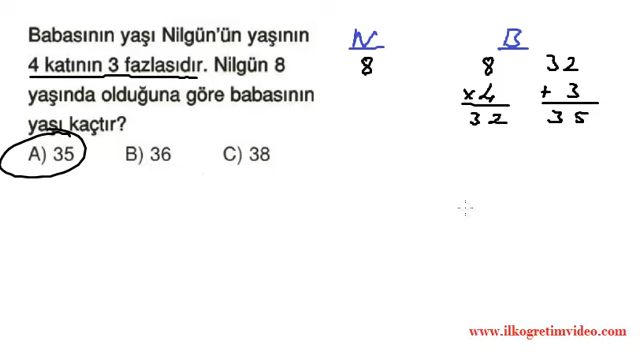 Babasının yaşı Nilgün'ün yaşının
4 katının 3 fazlasıdır. Nilgün 8
yaşında olduğuna göre babasının
yaşı kaçtır?
A) 35 B) 36 C) 38
N B
8 8 32
x 4 + 3
32 35
www.ilkogretimvideo.com